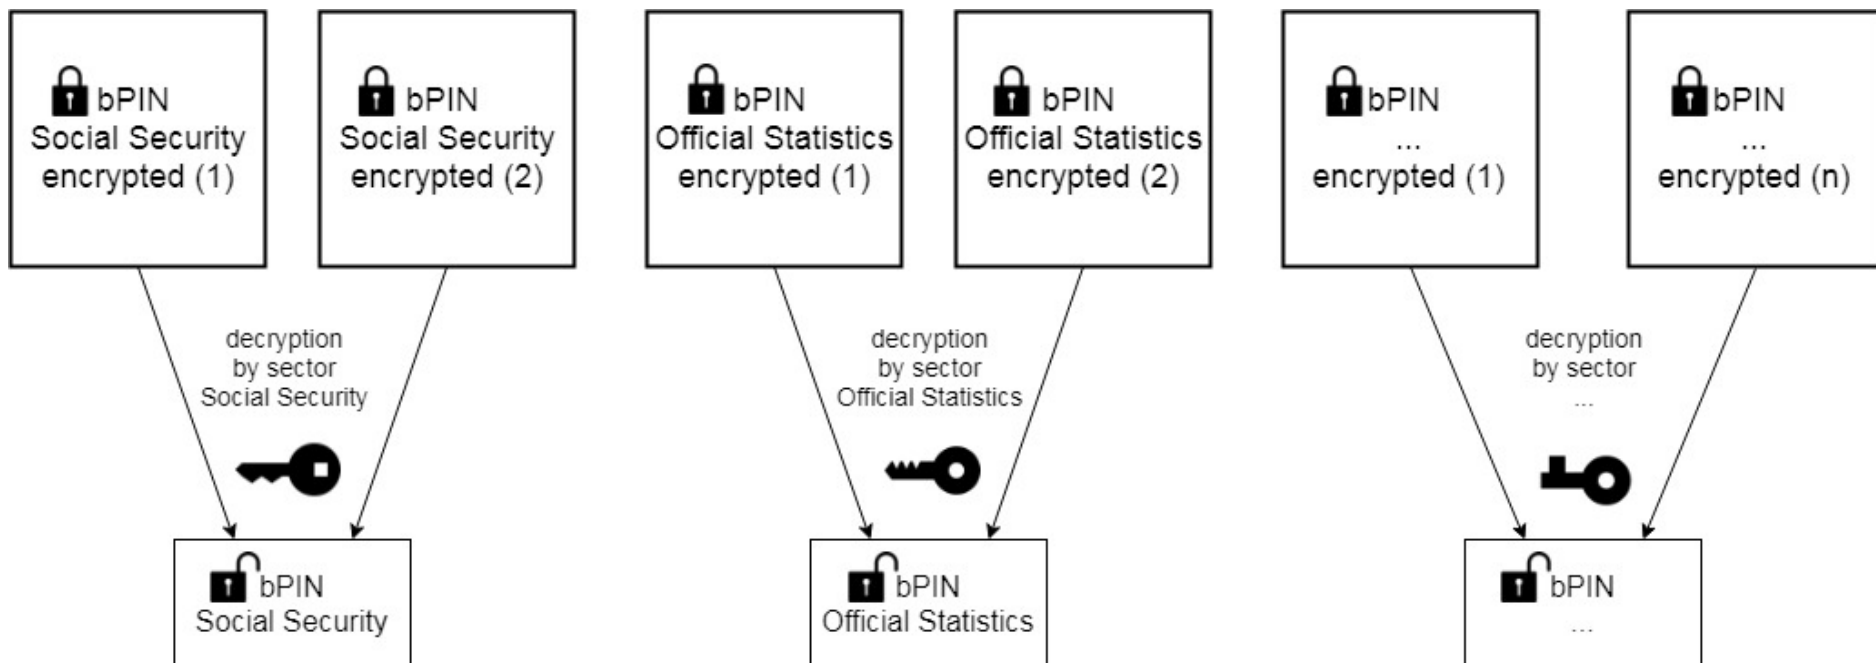 bPIN
Social Security
encrypted (1)
bPIN
Social Security
encrypted (2)
bPIN
Official Statistics
encrypted (1)
bPIN
Official Statistics
encrypted (2)
bPIN
...
encrypted (1)
bPIN
...
encrypted (n)
decryption
by sector
Social Security
decryption
by sector
Official Statistics
decryption
by sector
...
bPIN
Social Security
bPIN
Official Statistics
bPIN
...